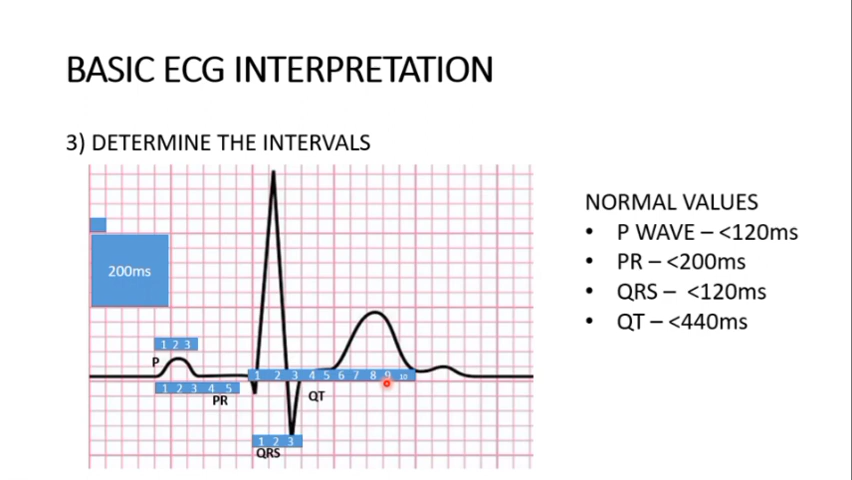 BASIC ECG INTERPRETATION
3) DETERMINE THE INTERVALS
200ms
1 2 3
P
1 2 3 4 5
PR
1 2 3 4 5 6 7 8 9 10
QT
1 2 3
QRS
NORMAL VALUES
• P WAVE – <120ms
• PR – <200ms
• QRS – <120ms
• QT – <440ms